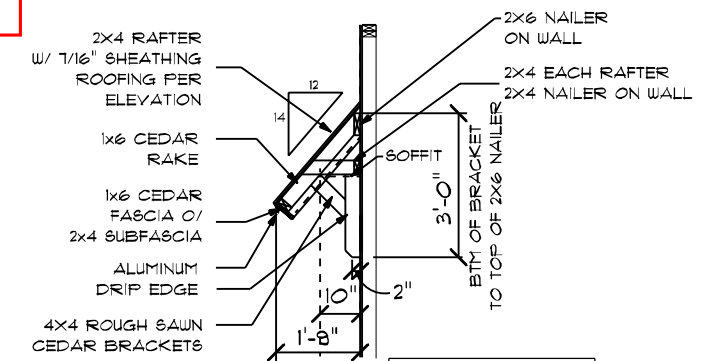 2X4 RAFTER
W/ 7/16" SHEATHING
ROOFING PER
ELEVATION
1x6 CEDAR
RAKE
1x6 CEDAR
FASCIA O/
2x4 SUBFASCIA
ALUMINUM
DRIP EDGE
4X4 ROUGH SAWN
CEDAR BRACKETS
12
14
2X6 NAILER
ON WALL
2X4 EACH RAFTER
2X4 NAILER ON WALL
SOFFIT
3'-0"
BTM OF BRACKET
TO TOP OF 2X6 NAILER
2"
10"
1'-8"